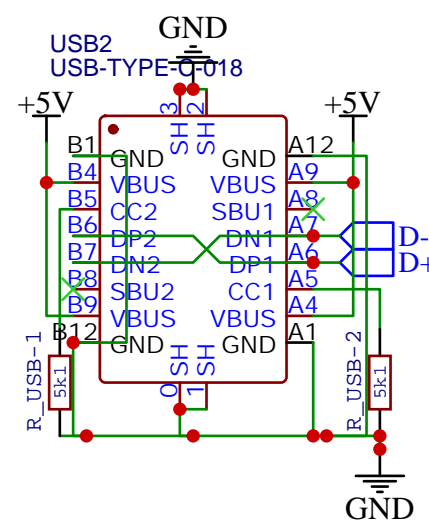 GND
USB2
USB-TYPE-C-018
+5V
+5V
3
2
SH
SH
B1
GND
GND
A12
B4
VBUS
VBUS
A9
B5
CC2
SBU1
A8
B6
DP2
DN1
A7
D-
B7
DN2
DP1
A6
D+
B8
SBU2
CC1
A5
B9
VBUS
VBUS
A4
B12
GND
GND
A1
SH
SH
0
1
R_USB-1
5k1
R_USB-2
5k1
GND